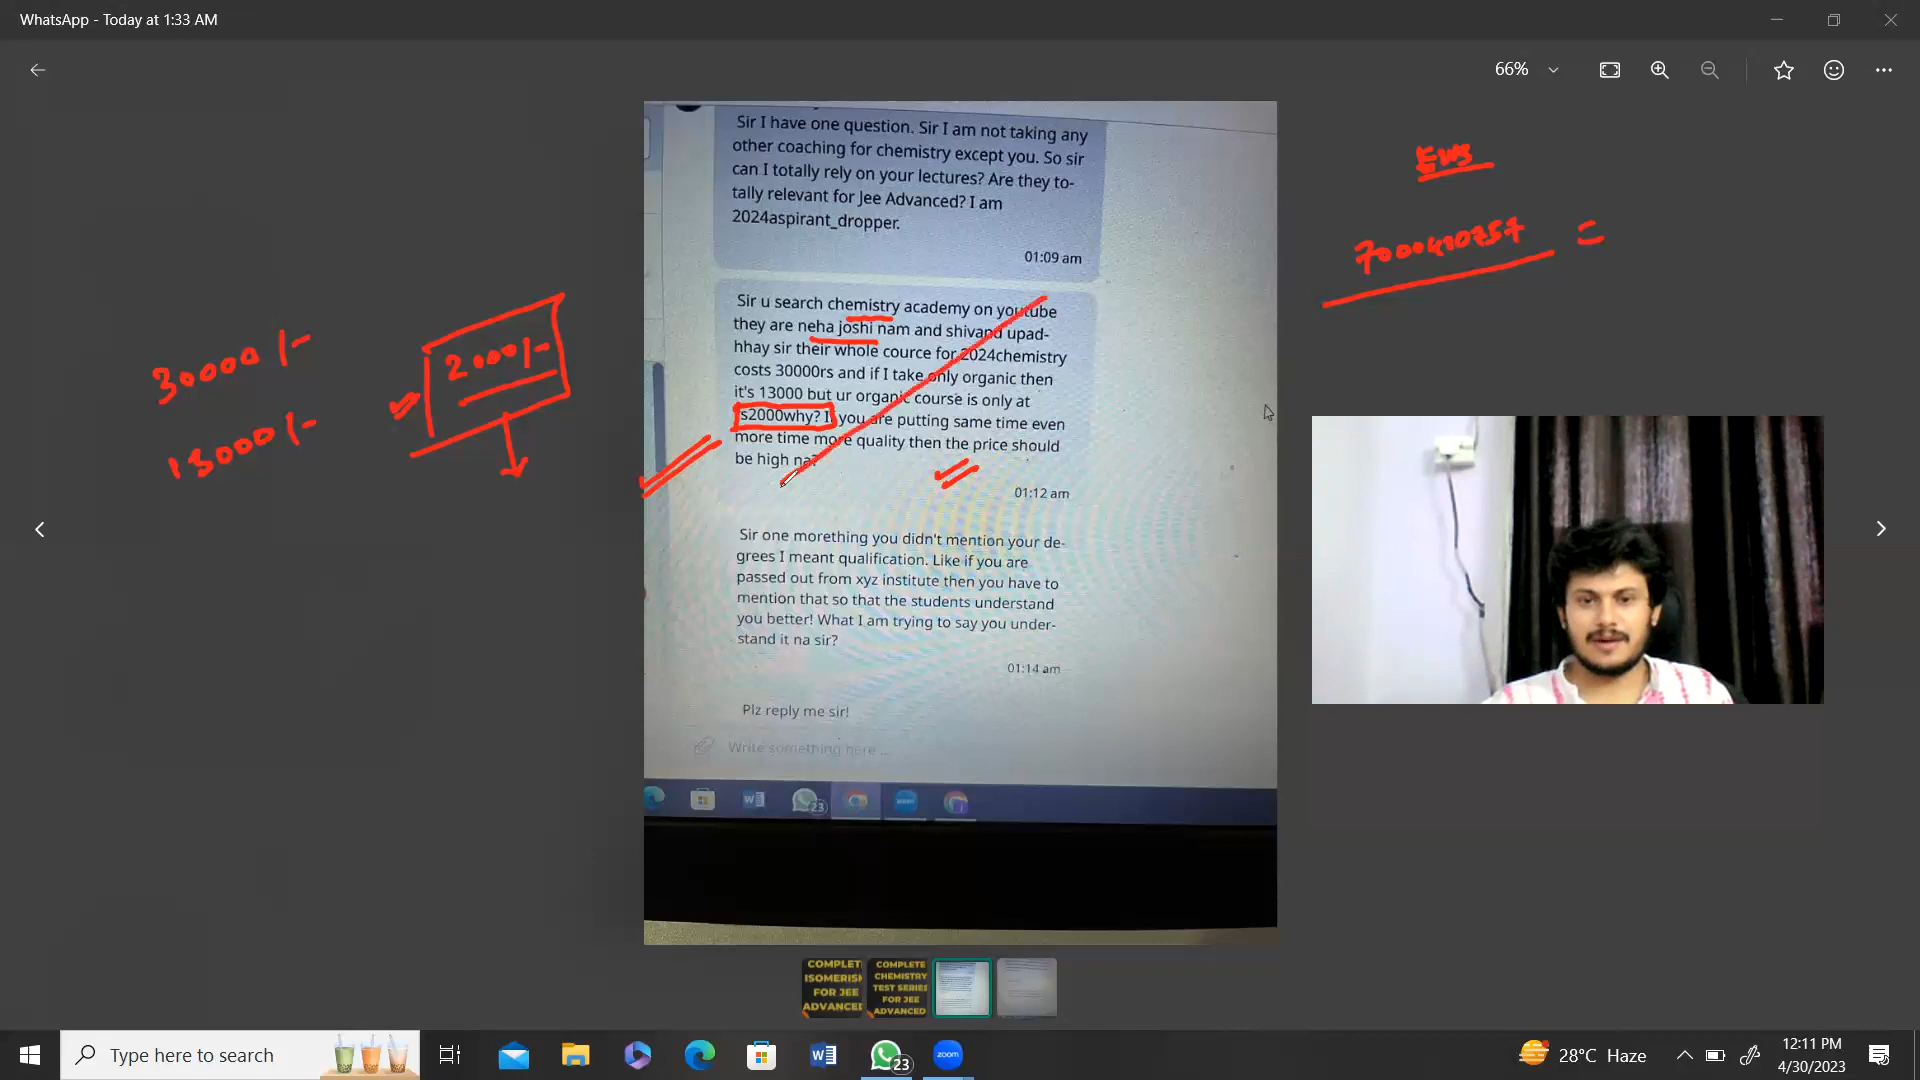 WhatsApp - Today at 1:33 AM
66%
Sir I have one question. Sir I am not taking any
other coaching for chemistry except you. So sir
can I totally rely on your lectures? Are they to-
tally relevant for Jee Advanced? I am
2024aspirant_dropper.
01:09 am
Sir u search chemistry academy on youtube
they are neha joshi nam and shivand upad-
hhay sir their whole cource for 2024chemistry
costs 30000rs and if I take only organic then
it's 13000 but ur organic course is only at
s2000why? I you are putting same time even
more time more quality then the price should
be high na?
01:12 am
Sir one morething you didn't mention your de-
grees I meant qualification. Like if you are
passed out from xyz institute then you have to
mention that so that the students understand
you better! What I am trying to say you under-
stand it na sir?
01:14 am
Plz reply me sir!
Write something here ...
23
30000/-
13000/-
2000/-
EWS
7000410757 =
COMPLET
ISOMERISM
FOR JEE
ADVANCED
COMPLETE
CHEMISTRY
TEST SERIES
FOR JEE
ADVANCED
Type here to search
23
zoom
28°C Haze
12:11 PM
4/30/2023